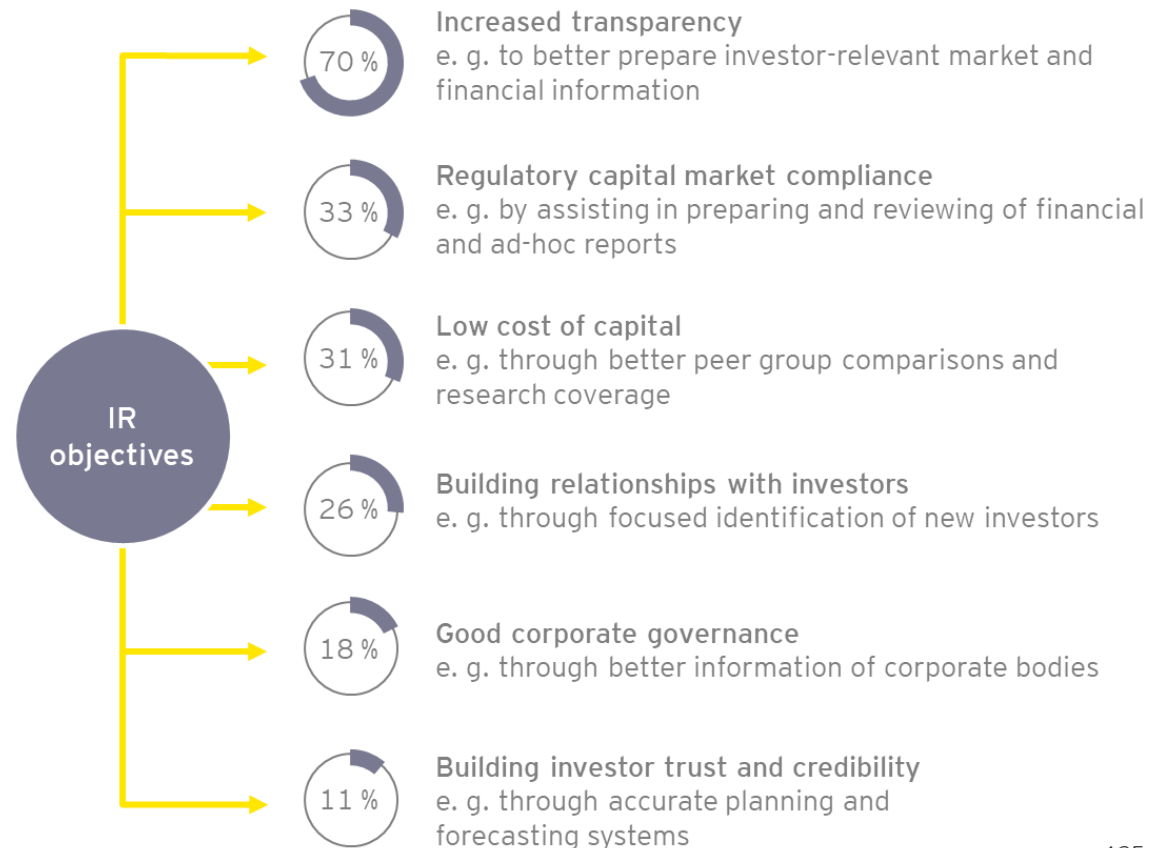 70 %
Increased transparency
e. g. to better prepare investor-relevant market and
financial information
33 %
Regulatory capital market compliance
e. g. by assisting in preparing and reviewing of financial
and ad-hoc reports
31 %
Low cost of capital
e. g. through better peer group comparisons and
research coverage
IR
objectives
26 %
Building relationships with investors
e. g. through focused identification of new investors
18 %
Good corporate governance
e. g. through better information of corporate bodies
11 %
Building investor trust and credibility
e. g. through accurate planning and
forecasting systems